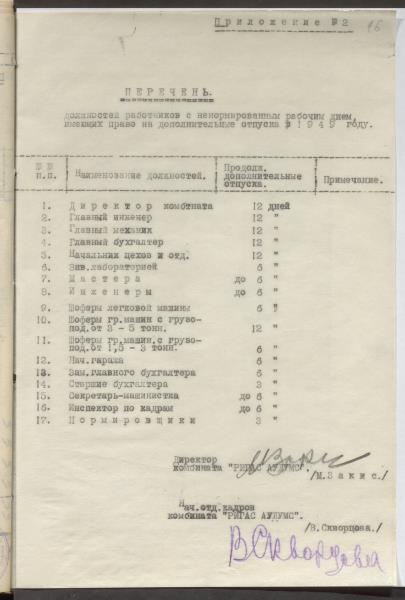 Приложение №2
16
ПЕРЕЧЕНЬ.
должностей работников с ненормированным рабочим днем,
имеющих право на дополнительные отпуска в 1949 году.
№№ п.п. Наименование должностей. Продолж. дополнительные отпуска. Примечание.
1. Директор комбтната 12 дней
2. Главный инженер 12 "
3. Главный механик 12 "
4. Главный бухгалтер 12 "
5. Начальник цехов и отд. 12 "
6. Зав.лабораторией 6 "
7. Мастера до 6 "
8. Инженеры до 6 "
9. Шоферы легковой машины 6 "
10. Шоферы гр.машин с грузо-
под.от 3 - 5 тонн. 12 "
11. Шоферы гр.машин.с грузо-
под.от 1,5 - 3 тонн. 6 "
12. Нач.гаража 6 "
13. Зам.главного бухгалтера 6 "
14. Старшие бухгалтера 3 "
15. Секретарь-машинистка до 6 "
16. Инспектор по кадрам до 6 "
17. Нормировщики 3 "
Директор
комбината "РИГАС АУДУМС".
/М.Закис./
Нач.отд.кадров
комбината "РИГАС АУДУМС".
/В.Скворцова./
ВСкворцова